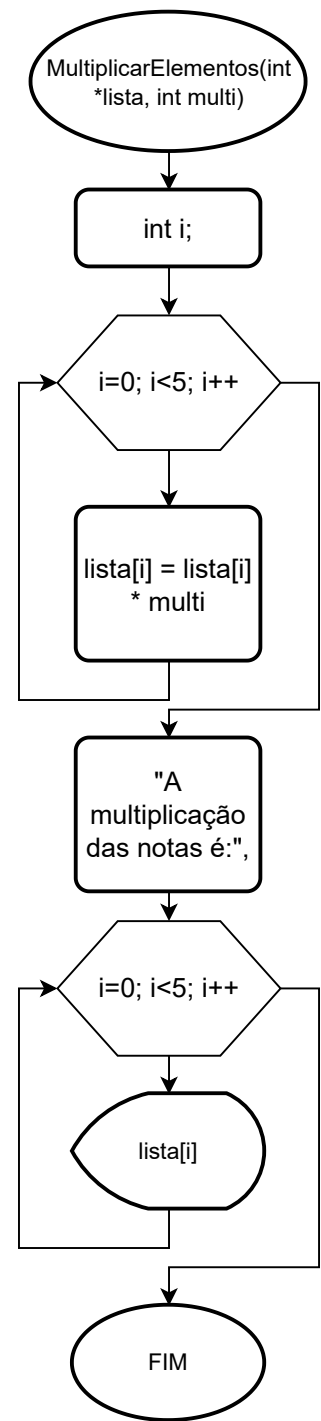 MultiplicarElementos(int
*lista, int multi)
int i;
i=0; i<5; i++
lista[i] = lista[i]
* multi
"A
multiplicação
das notas é:",
i=0; i<5; i++
lista[i]
FIM